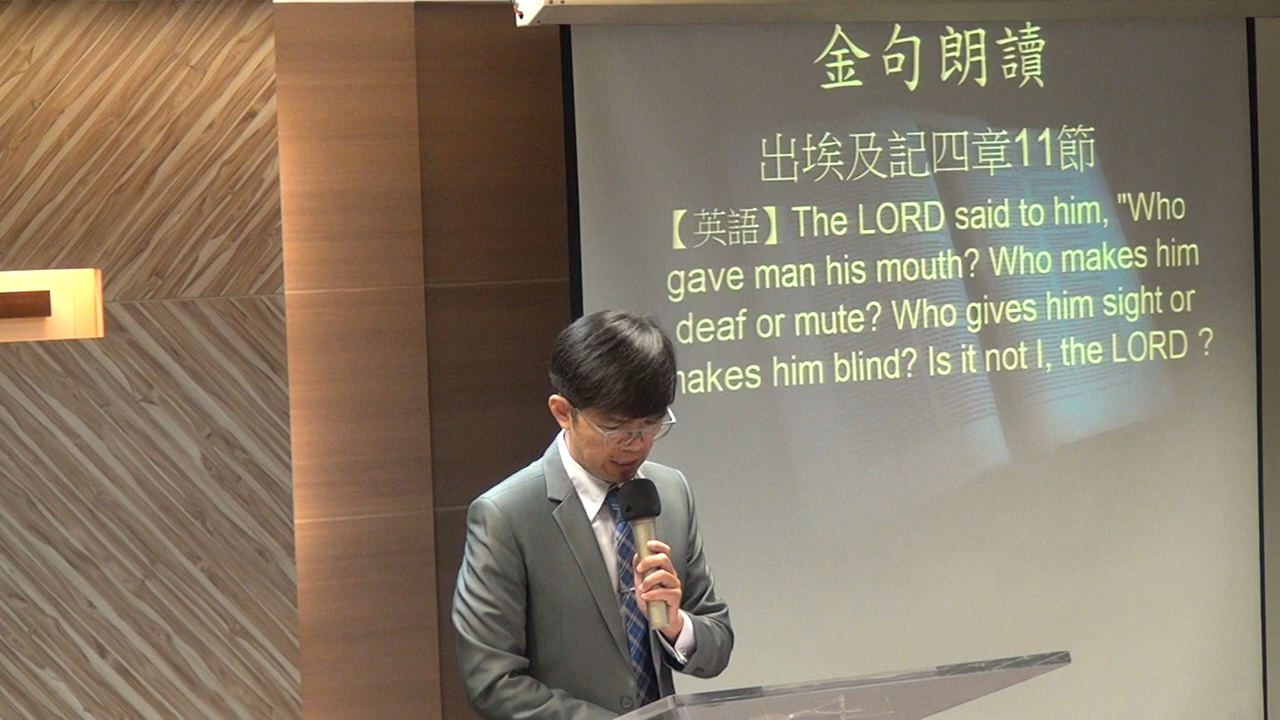 金句朗讀
出埃及記四章11節
【英語】The LORD said to him, "Who
gave man his mouth? Who makes him
deaf or mute? Who gives him sight or
makes him blind? Is it not I, the LORD ?